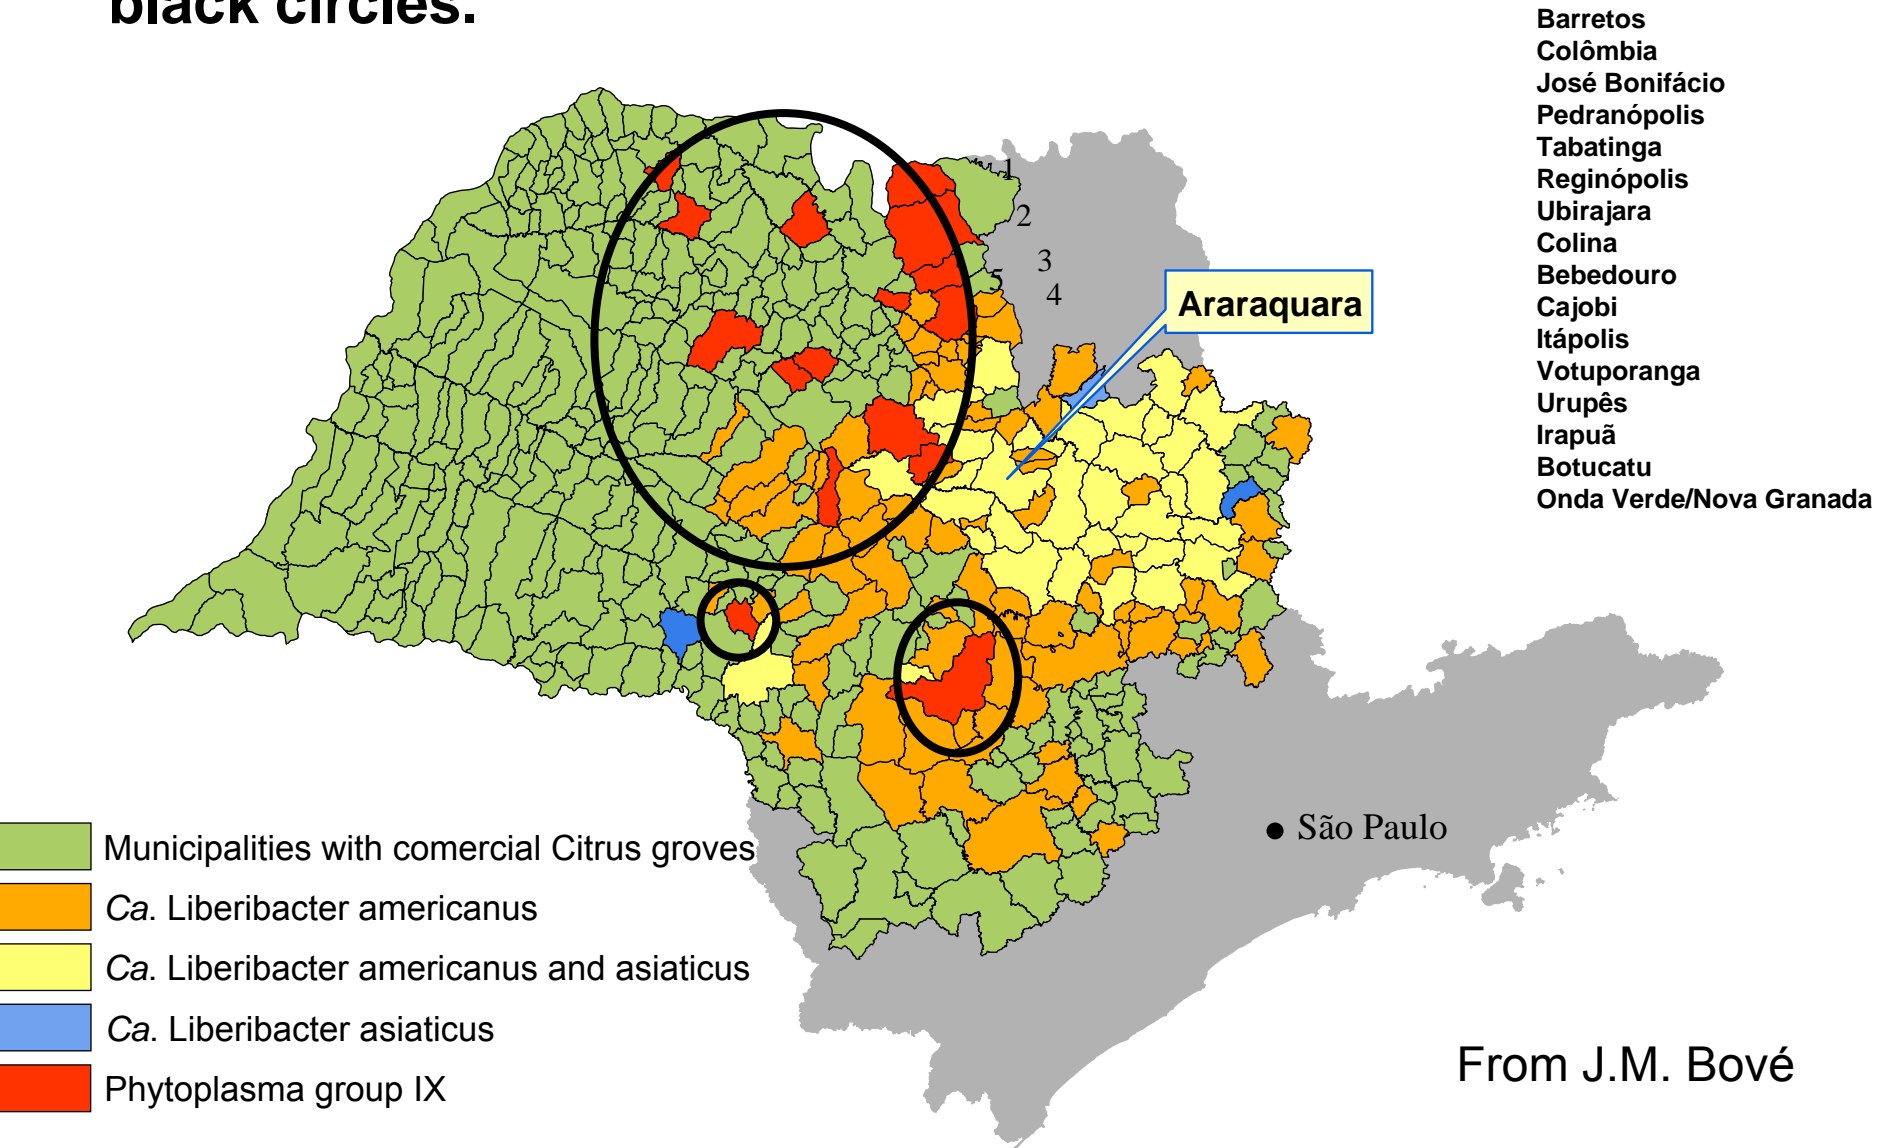 black circles.
Barretos
Colômbia
José Bonifácio
Pedranópolis
Tabatinga
Reginópolis
Ubirajara
Colina
Bebedouro
Cajobi
Itápolis
Votuporanga
Urupês
Irapuã
Botucatu
Onda Verde/Nova Granada
1
2
3
5
4
Araraquara
São Paulo
Municipalities with comercial Citrus groves
Ca. Liberibacter americanus
Ca. Liberibacter americanus and asiaticus
Ca. Liberibacter asiaticus
Phytoplasma group IX
From J.M. Bové